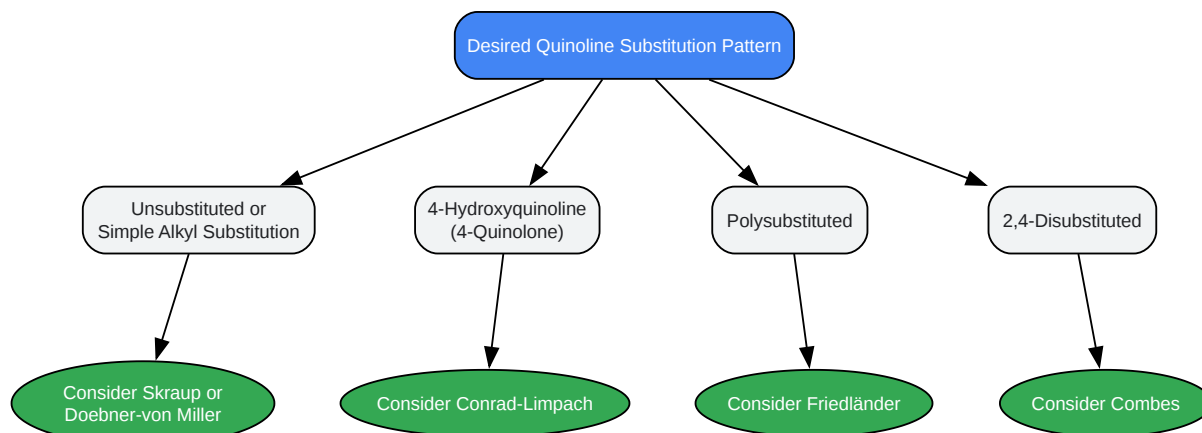 Desired Quinoline Substitution Pattern
Unsubstituted or
Simple Alkyl Substitution
4-Hydroxyquinoline
(4-Quinolone)
Polysubstituted
2,4-Disubstituted
Consider Skraup or
Doebner-von Miller
Consider Conrad-Limpach
Consider Friedländer
Consider Combes